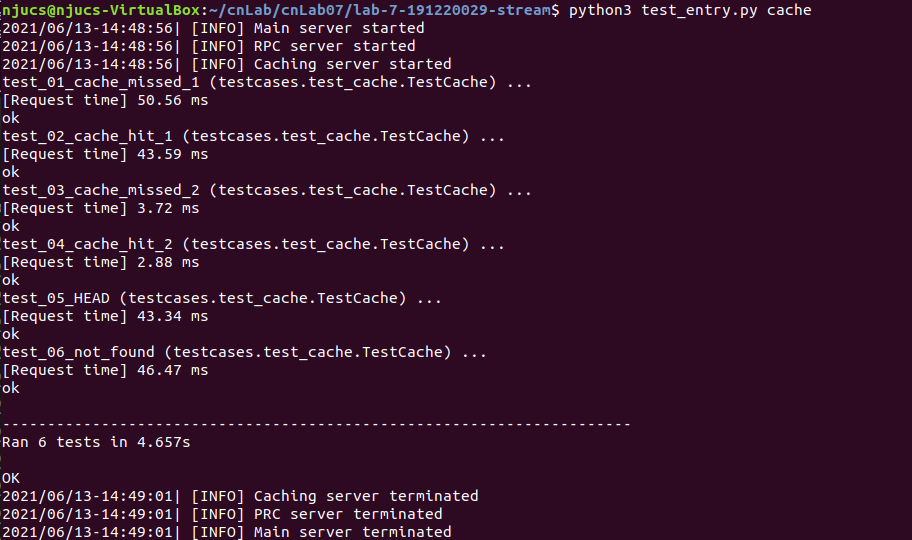 njucs@njucs-VirtualBox:~/cnLab/cnLab07/lab-7-191220029-stream$ python3 test_entry.py cache
2021/06/13-14:48:56| [INFO] Main server started
2021/06/13-14:48:56| [INFO] RPC server started
2021/06/13-14:48:56| [INFO] Caching server started
test_01_cache_missed_1 (testcases.test_cache.TestCache) ...
[Request time] 50.56 ms
ok
test_02_cache_hit_1 (testcases.test_cache.TestCache) ...
[Request time] 43.59 ms
ok
test_03_cache_missed_2 (testcases.test_cache.TestCache) ...
[Request time] 3.72 ms
ok
test_04_cache_hit_2 (testcases.test_cache.TestCache) ...
[Request time] 2.88 ms
ok
test_05_HEAD (testcases.test_cache.TestCache) ...
[Request time] 43.34 ms
ok
test_06_not_found (testcases.test_cache.TestCache) ...
[Request time] 46.47 ms
ok
----------------------------------------------------------------------
Ran 6 tests in 4.657s
OK
2021/06/13-14:49:01| [INFO] Caching server terminated
2021/06/13-14:49:01| [INFO] PRC server terminated
2021/06/13-14:49:01| [INFO] Main server terminated